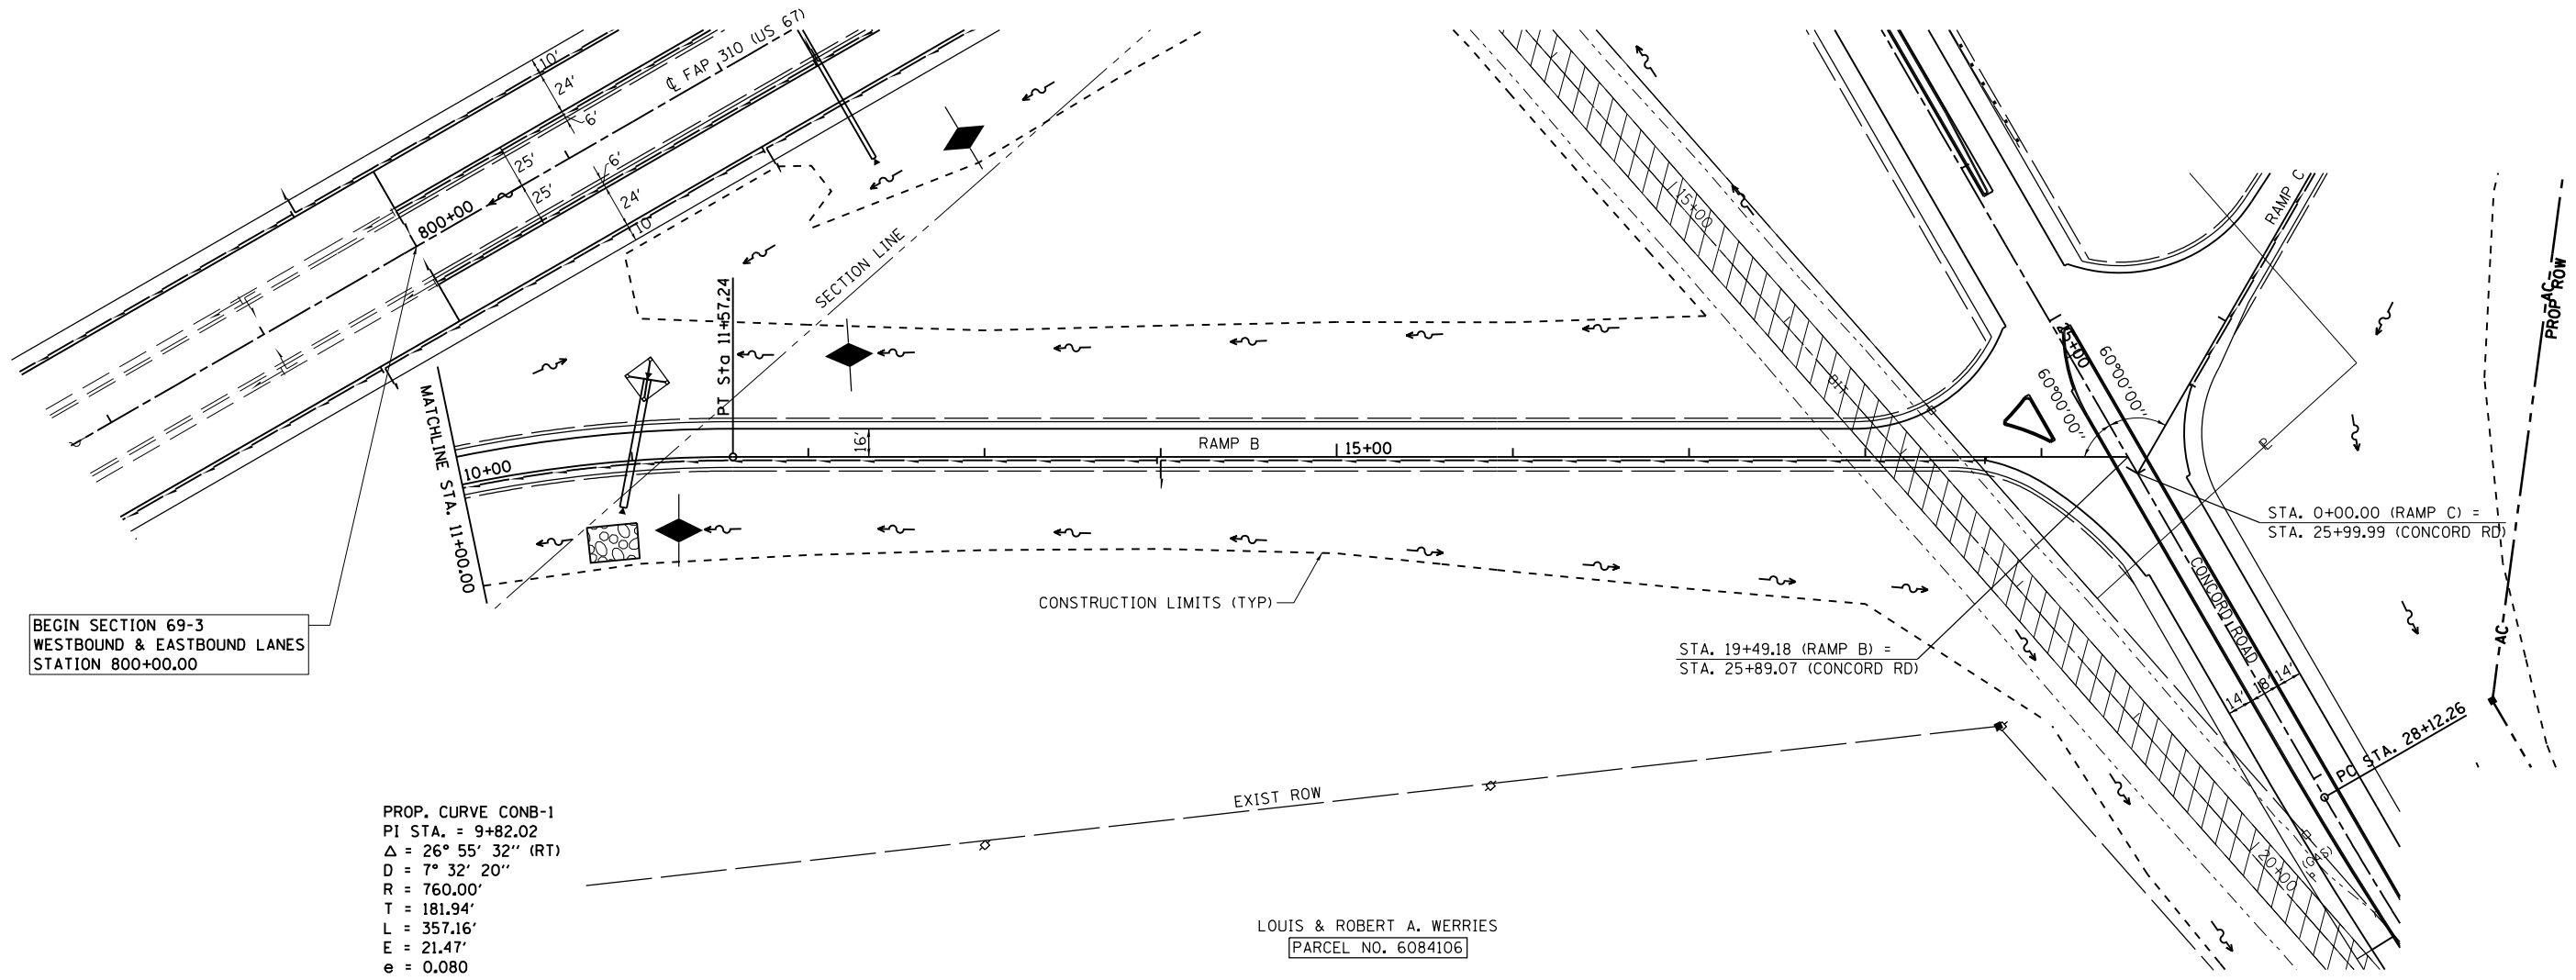 10'
24'
6'
℄ FAP 310 (US 67)
25'
25'
6'
24'
10'
800+00
SECTION LINE
PT Sta 11+57.24
MATCHLINE STA. 11+00.00
10+00
16'
RAMP B
15+00
15+00
BIT
RAMP C
25+00
60°00'00''
60°00'00''
AC
PROP ROW
AC
STA. 0+00.00 (RAMP C) =
STA. 25+99.99 (CONCORD RD)
CONCORD ROAD
14'
18'
14'
PC STA. 28+12.26
STA. 19+49.18 (RAMP B) =
STA. 25+89.07 (CONCORD RD)
CONSTRUCTION LIMITS (TYP)
BEGIN SECTION 69-3
WESTBOUND & EASTBOUND LANES
STATION 800+00.00
EXIST ROW
20+00
(GAS)
PROP. CURVE CONB-1
PI STA. = 9+82.02
Δ = 26° 55' 32'' (RT)
D = 7° 32' 20''
R = 760.00'
T = 181.94'
L = 357.16'
E = 21.47'
e = 0.080
LOUIS & ROBERT A. WERRIES
PARCEL NO. 6084106